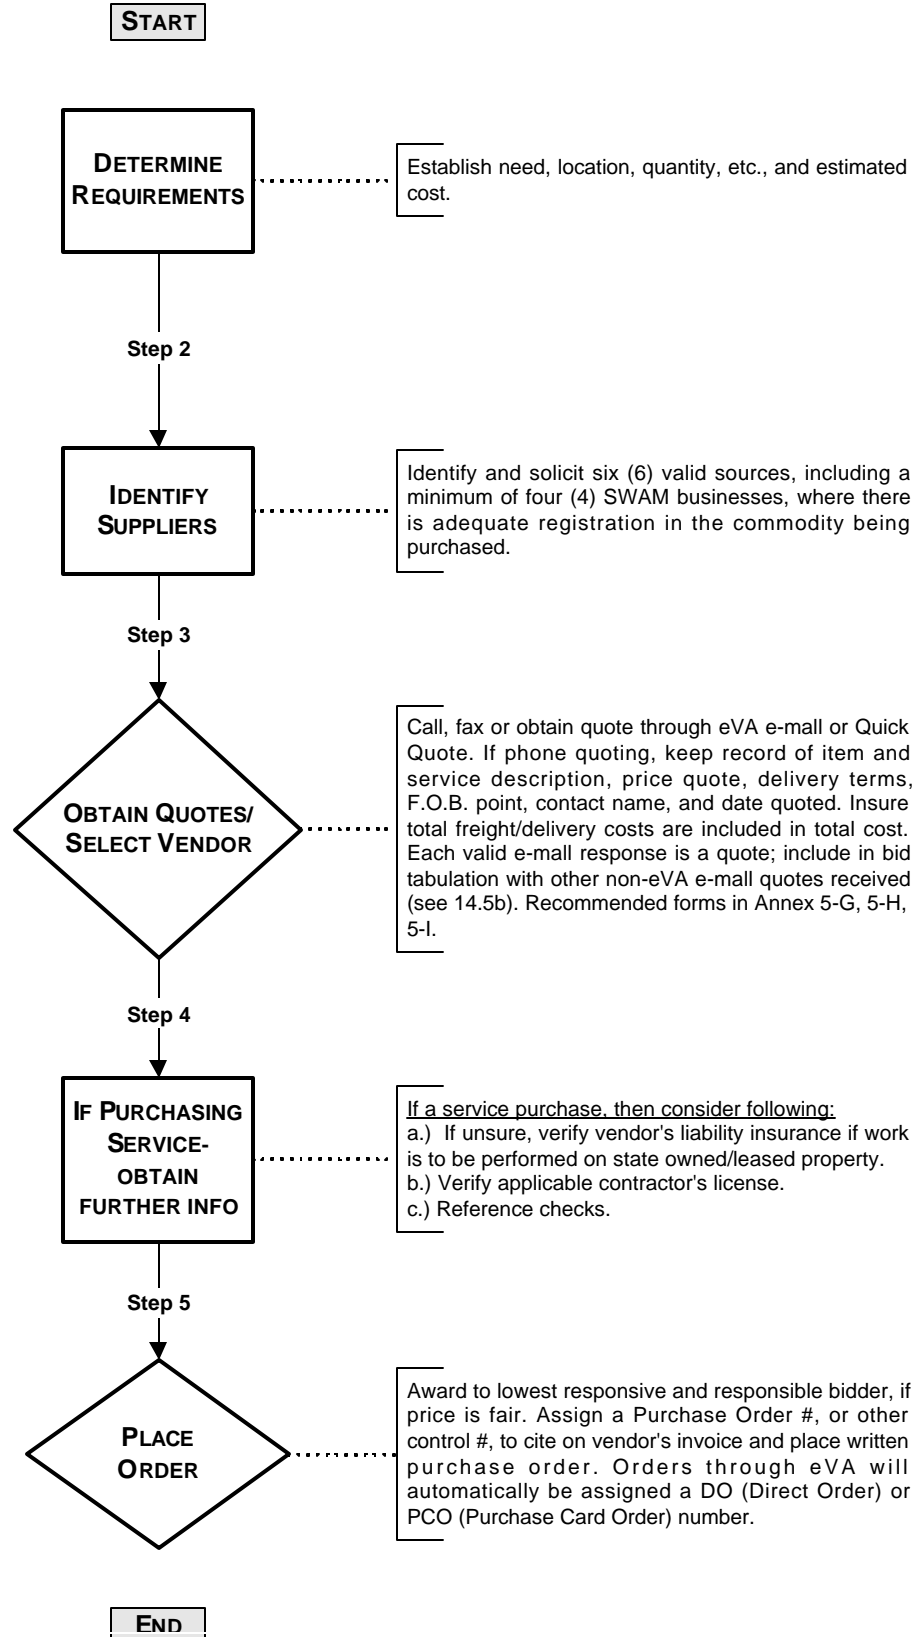 START
DETERMINE
REQUIREMENTS
Establish need, location, quantity, etc., and estimated
cost.
Step 2
IDENTIFY
SUPPLIERS
Identify and solicit six (6) valid sources, including a
minimum of four (4) SWAM businesses, where there
is adequate registration in the commodity being
purchased.
Step 3
OBTAIN QUOTES/
SELECT VENDOR
Call, fax or obtain quote through eVA e-mall or Quick
Quote. If phone quoting, keep record of item and
service description, price quote, delivery terms,
F.O.B. point, contact name, and date quoted. Insure
total freight/delivery costs are included in total cost.
Each valid e-mall response is a quote; include in bid
tabulation with other non-eVA e-mall quotes received
(see 14.5b). Recommended forms in Annex 5-G, 5-H,
5-I.
Step 4
IF PURCHASING
SERVICE-
OBTAIN
FURTHER INFO
If a service purchase, then consider following:
a.) If unsure, verify vendor's liability insurance if work
is to be performed on state owned/leased property.
b.) Verify applicable contractor's license.
c.) Reference checks.
Step 5
PLACE
ORDER
Award to lowest responsive and responsible bidder, if
price is fair. Assign a Purchase Order #, or other
control #, to cite on vendor's invoice and place written
purchase order. Orders through eVA will
automatically be assigned a DO (Direct Order) or
PCO (Purchase Card Order) number.
END